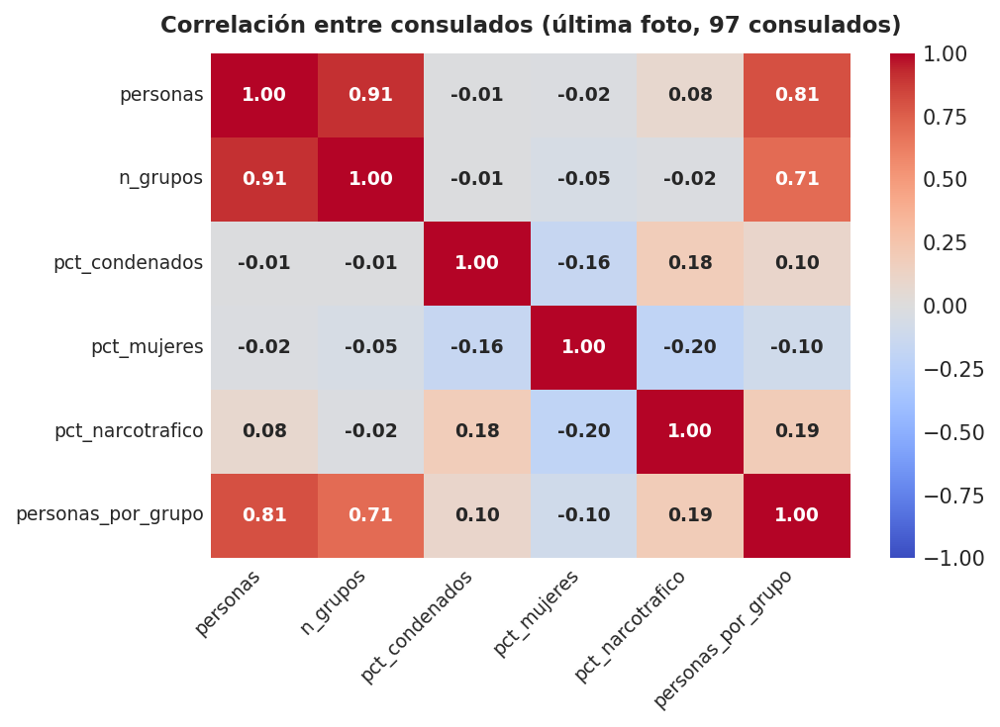 Correlación entre consulados (última foto, 97 consulados)
personas 1.00 0.91 -0.01 -0.02 0.08 0.81
n_grupos 0.91 1.00 -0.01 -0.05 -0.02 0.71
pct_condenados -0.01 -0.01 1.00 -0.16 0.18 0.10
pct_mujeres -0.02 -0.05 -0.16 1.00 -0.20 -0.10
pct_narcotrafico 0.08 -0.02 0.18 -0.20 1.00 0.19
personas_por_grupo 0.81 0.71 0.10 -0.10 0.19 1.00
personas n_grupos pct_condenados pct_mujeres pct_narcotrafico personas_por_grupo
1.00
0.75
0.50
0.25
0.00
−0.25
−0.50
−0.75
−1.00